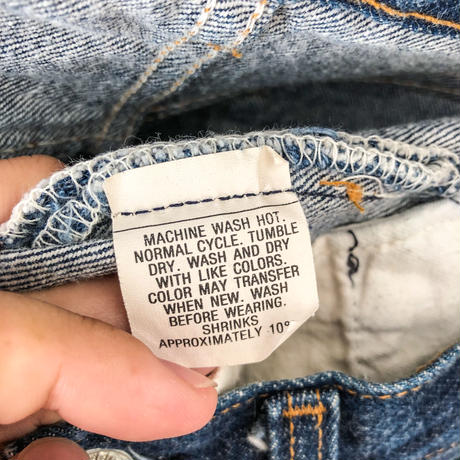 MACHINE WASH HOT.
NORMAL CYCLE. TUMBLE
DRY. WASH AND DRY
WITH LIKE COLORS.
COLOR MAY TRANSFER
WHEN NEW. WASH
BEFORE WEARING.
SHRINKS
APPROXIMATELY 10°